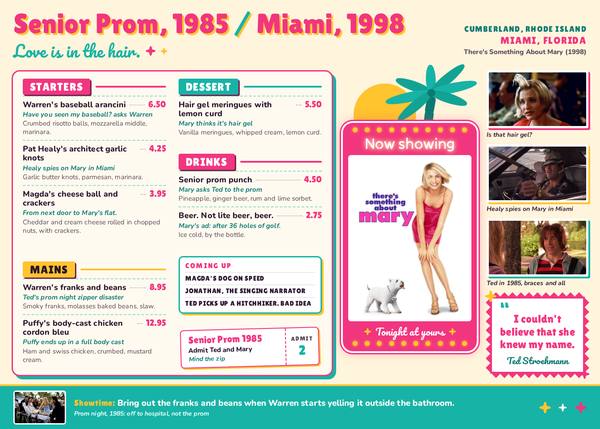 Senior Prom, 1985 / Miami, 1998
Love is in the hair.
CUMBERLAND, RHODE ISLAND
MIAMI, FLORIDA
There's Something About Mary (1998)
STARTERS
Warren's baseball arancini 6.50
Have you seen my baseball? asks Warren
Crumbed risotto balls, mozzarella middle,
marinara.
Pat Healy's architect garlic 4.25
knots
Healy spies on Mary in Miami
Garlic butter knots, parmesan, marinara.
Magda's cheese ball and 3.95
crackers
From next door to Mary's flat.
Cheddar and cream cheese rolled in chopped
nuts, with crackers.
MAINS
Warren's franks and beans 8.95
Ted's prom night zipper disaster
Smoky franks, molasses baked beans, slaw.
Puffy's body-cast chicken 12.95
cordon bleu
Puffy ends up in a full body cast
Ham and swiss chicken, crumbed, mustard
cream.
DESSERT
Hair gel meringues with 5.50
lemon curd
Mary thinks it's hair gel
Vanilla meringues, whipped cream, lemon curd.
DRINKS
Senior prom punch 4.50
Mary asks Ted to the prom
Pineapple, ginger beer, rum and lime sorbet.
Beer. Not lite beer, beer. 2.75
Mary's ad: after 36 holes of golf.
Ice cold, by the bottle.
COMING UP
MAGDA'S DOG ON SPEED
JONATHAN, THE SINGING NARRATOR
TED PICKS UP A HITCHHIKER. BAD IDEA
Senior Prom 1985
Admit Ted and Mary
Mind the zip
ADMIT
2
Now showing
there's
something
about
mary
Tonight at yours
Is that hair gel?
Healy spies on Mary in Miami
Ted in 1985, braces and all
"
I couldn't
believe that she
knew my name.
Ted Stroehmann
Showtime: Bring out the franks and beans when Warren starts yelling it outside the bathroom.
Prom night, 1985: off to hospital, not the prom